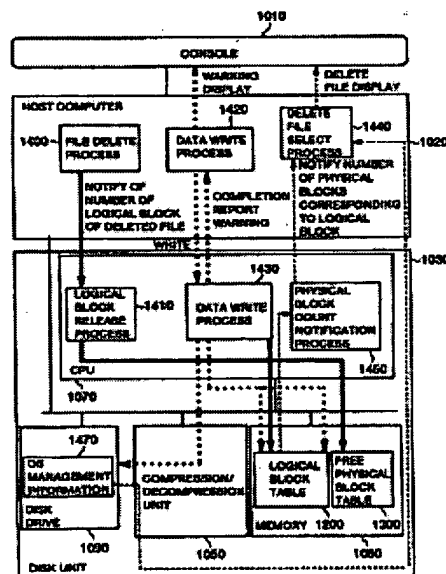 1010
CONSOLE
WARNING
DISPLAY
DELETE
FILE DISPLAY
HOST COMPUTER
1400
FILE DELETE
PROCESS
1420
DATA WRITE
PROCESS
DELETE
FILE
SELECT
PROCESS
1440
1020
NOTIFY OF
NUMBER OF
LOGICAL BLOCK
OF DELETED FILE
COMPLETION
REPORT
WARNING
NOTIFY NUMBER
OF PHYSICAL
BLOCKS
CORRESPONDING
TO LOGICAL
BLOCK
WRITE
1030
LOGICAL
BLOCK
RELEASE
PROCESS
1410
1430
DATA WRITE
PROCESS
PHYSICAL
BLOCK
COUNT
NOTIFICATION
PROCESS
1450
CPU
1070
1470
OS
MANAGEMENT
INFORMATION
DISK
DRIVE
1090
COMPRESSION/
DECOMPRESSION
UNIT
1050
LOGICAL
BLOCK
TABLE
1200
FREE
PHYSICAL
BLOCK
TABLE
1300
MEMORY
1060
DISK UNIT